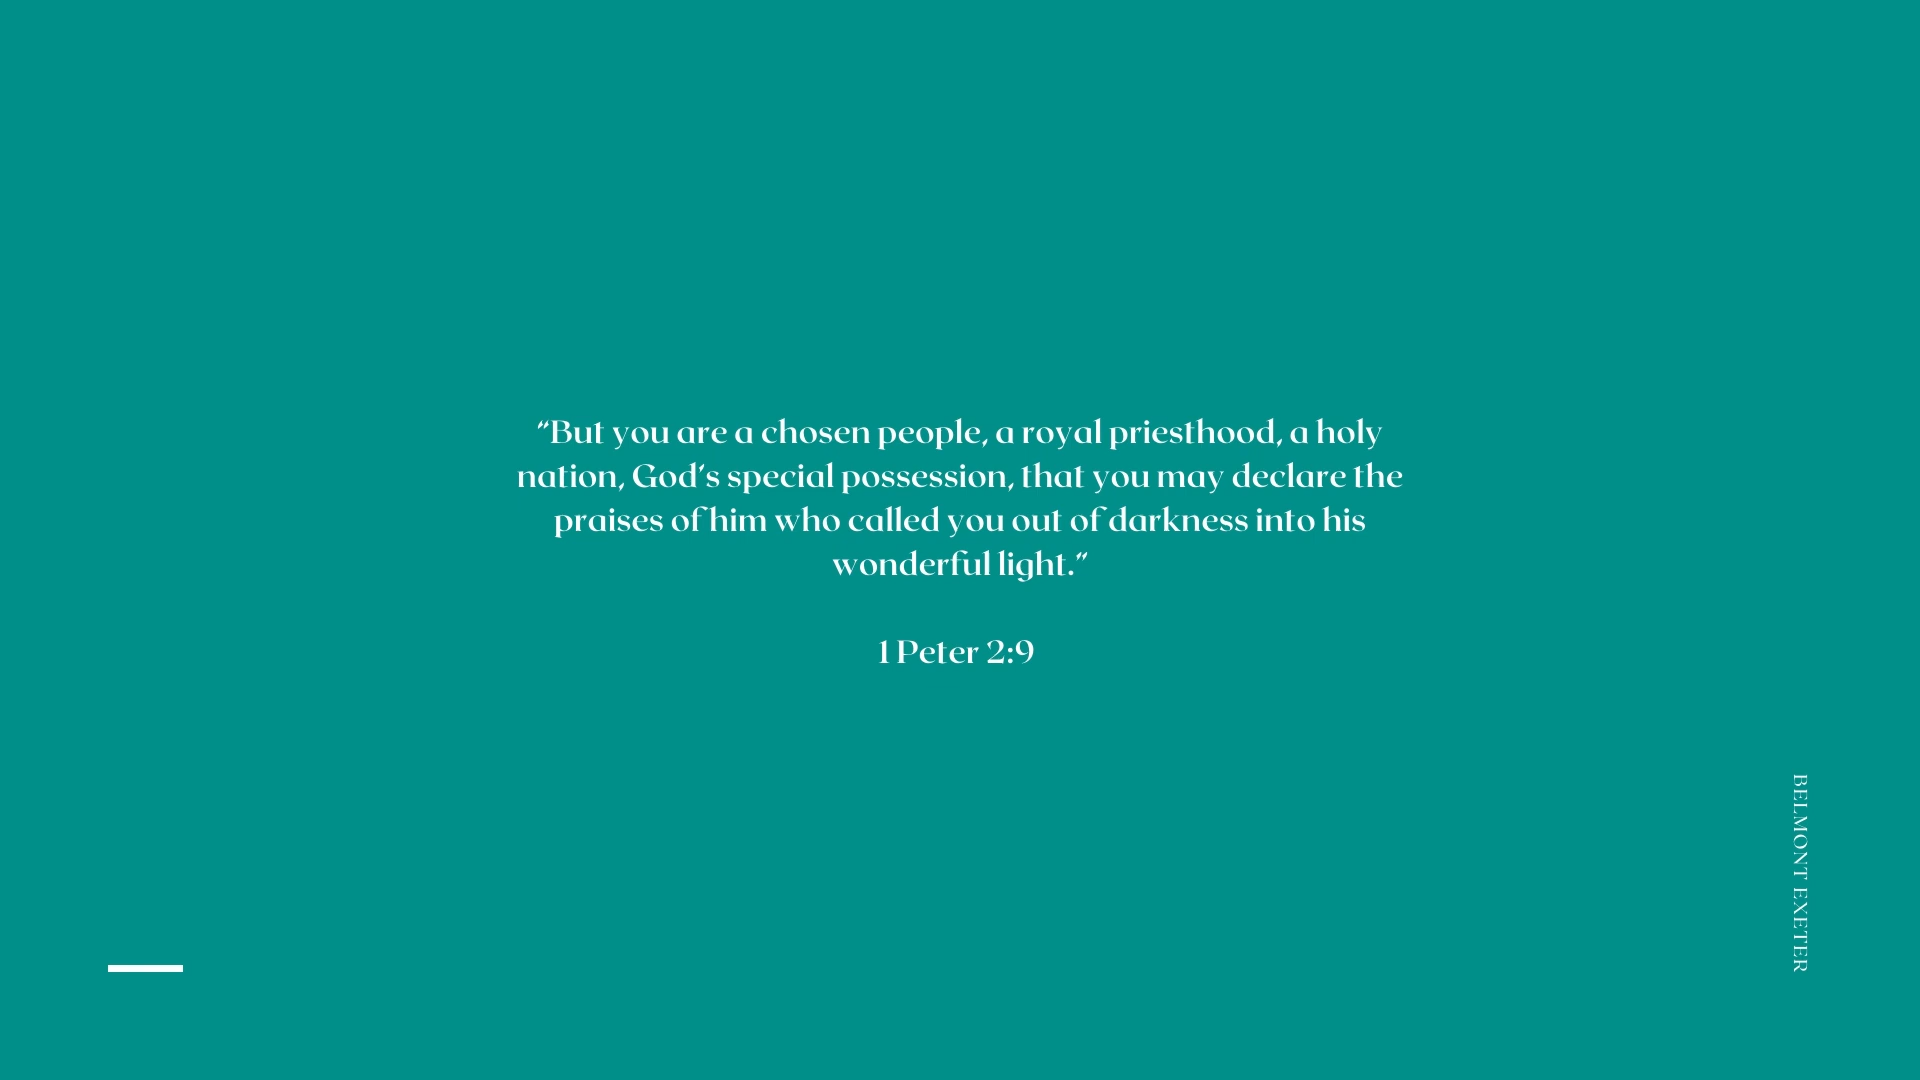 “But you are a chosen people, a royal priesthood, a holy
nation, God’s special possession, that you may declare the
praises of him who called you out of darkness into his
wonderful light.”
1 Peter 2:9
BELMONT EXETER